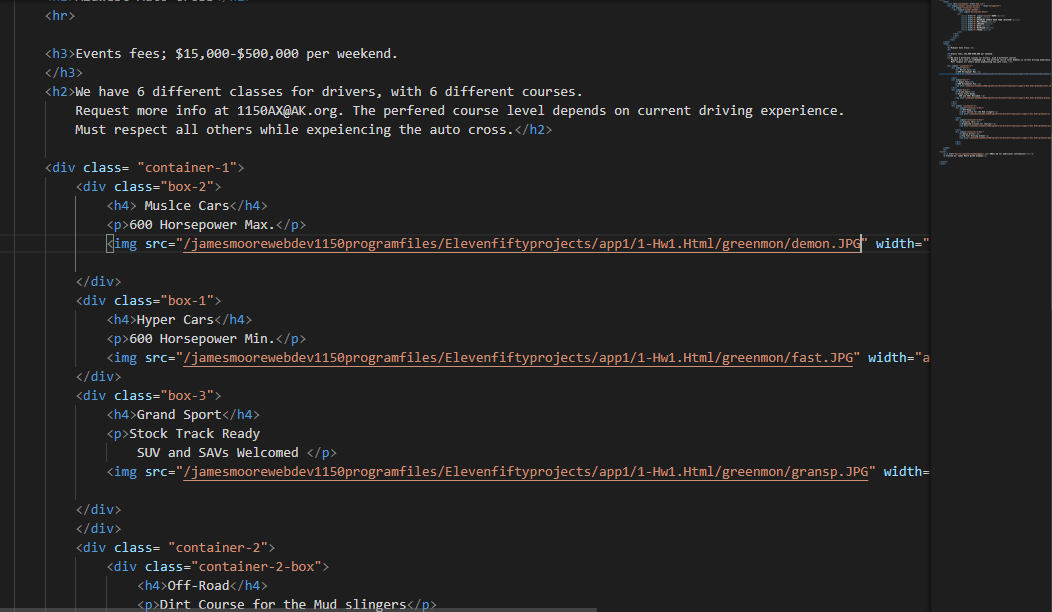 <hr>
<h3>Events fees; $15,000-$500,000 per weekend.
</h3>
<h2>We have 6 different classes for drivers, with 6 different courses.
Request more info at 1150AX@AK.org. The perfered course level depends on current driving experience.
Must respect all others while expeiencing the auto cross.</h2>
<div class= "container-1">
<div class="box-2">
<h4> Muslce Cars</h4>
<p>600 Horsepower Max.</p>
<img src="/jamesmoorewebdev1150programfiles/Elevenfiftyprojects/app1/1-Hw1.Html/greenmon/demon.JPG" width="
</div>
<div class="box-1">
<h4>Hyper Cars</h4>
<p>600 Horsepower Min.</p>
<img src="/jamesmoorewebdev1150programfiles/Elevenfiftyprojects/app1/1-Hw1.Html/greenmon/fast.JPG" width="a
</div>
<div class="box-3">
<h4>Grand Sport</h4>
<p>Stock Track Ready
SUV and SAVs Welcomed </p>
<img src="/jamesmoorewebdev1150programfiles/Elevenfiftyprojects/app1/1-Hw1.Html/greenmon/gransp.JPG" width=
</div>
</div>
<div class= "container-2">
<div class="container-2-box">
<h4>Off-Road</h4>
<p>Dirt Course for the Mud slingers</p>